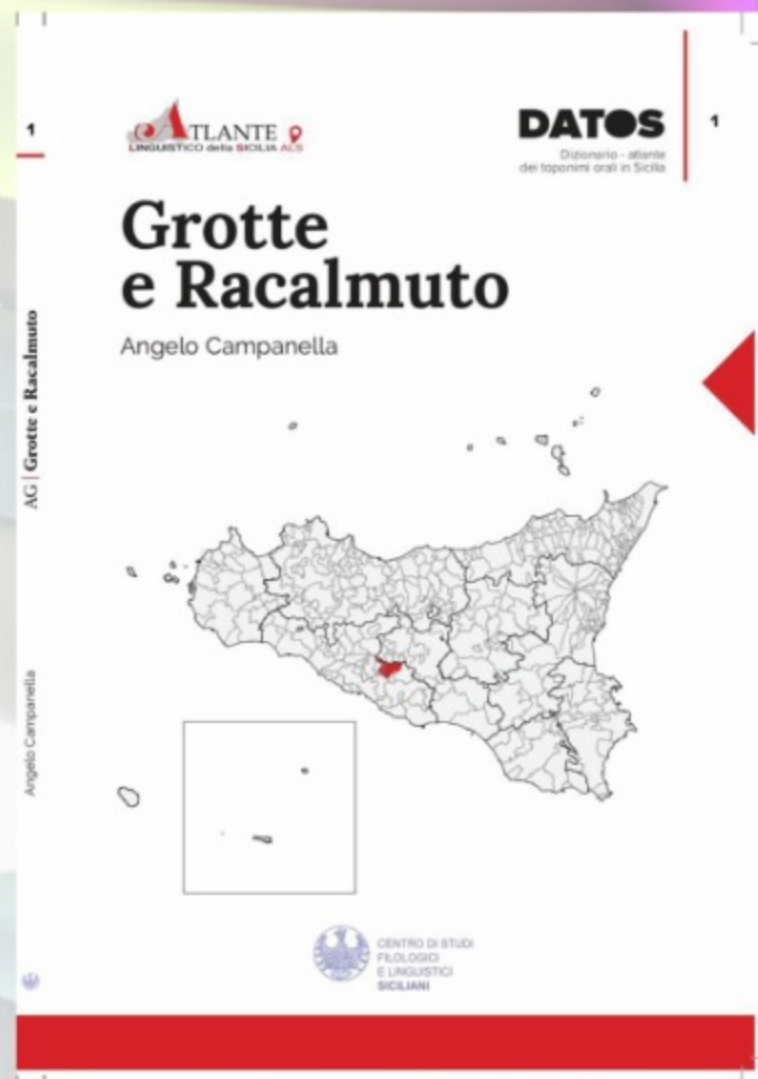 1
AG | Grotte e Racalmuto
Angelo Campanella
ATLANTE
LINGUISTICO della SICILIA ALS
DATOS
Dizionario - atlante
dei toponimi orali in Sicilia
1
Grotte
e Racalmuto
Angelo Campanella
CENTRO DI STUDI
FILOLOGICI
E LINGUISTICI
SICILIANI